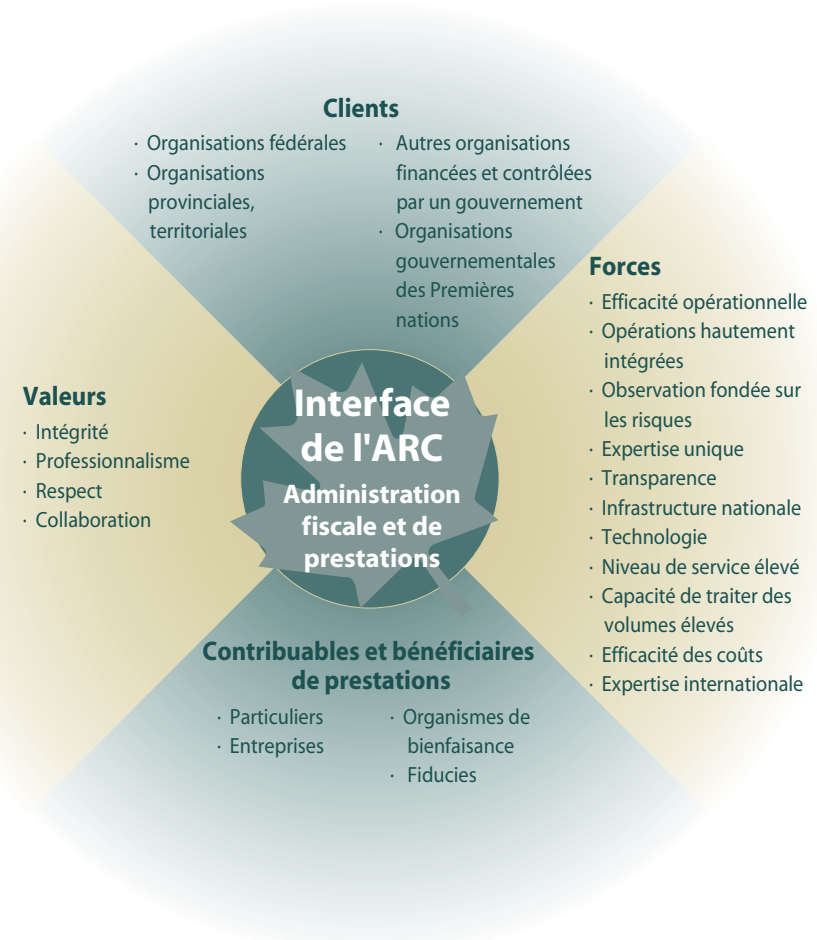 Clients
· Organisations fédérales
· Organisations
provinciales,
territoriales
· Autres organisations
financées et contrôlées
par un gouvernement
· Organisations
gouvernementales
des Premières
nations
Valeurs
· Intégrité
· Professionnalisme
· Respect
· Collaboration
Interface
de l'ARC
Administration
fiscale et de
prestations
Forces
· Efficacité opérationnelle
· Opérations hautement
intégrées
· Observation fondée sur
les risques
· Expertise unique
· Transparence
· Infrastructure nationale
· Technologie
· Niveau de service élevé
· Capacité de traiter des
volumes élevés
· Efficacité des coûts
· Expertise internationale
Contribuables et bénéficiaires
de prestations
· Particuliers
· Entreprises
· Organismes de
bienfaisance
· Fiducies